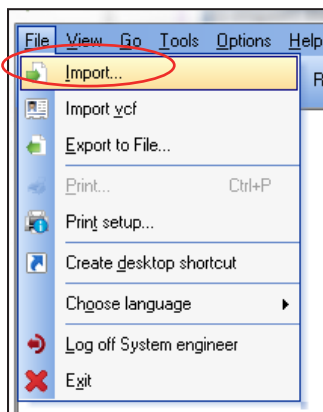 File View Go Tools Options Help
Import...
R
Import vcf
Export to File...
Print... Ctrl+P
Print setup...
Create desktop shortcut
Choose language
Log off System engineer
Exit